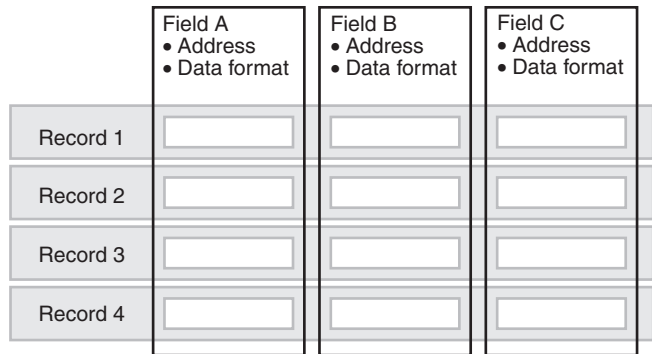 Field A
• Address
• Data format
Field B
• Address
• Data format
Field C
• Address
• Data format
Record 1
Record 2
Record 3
Record 4